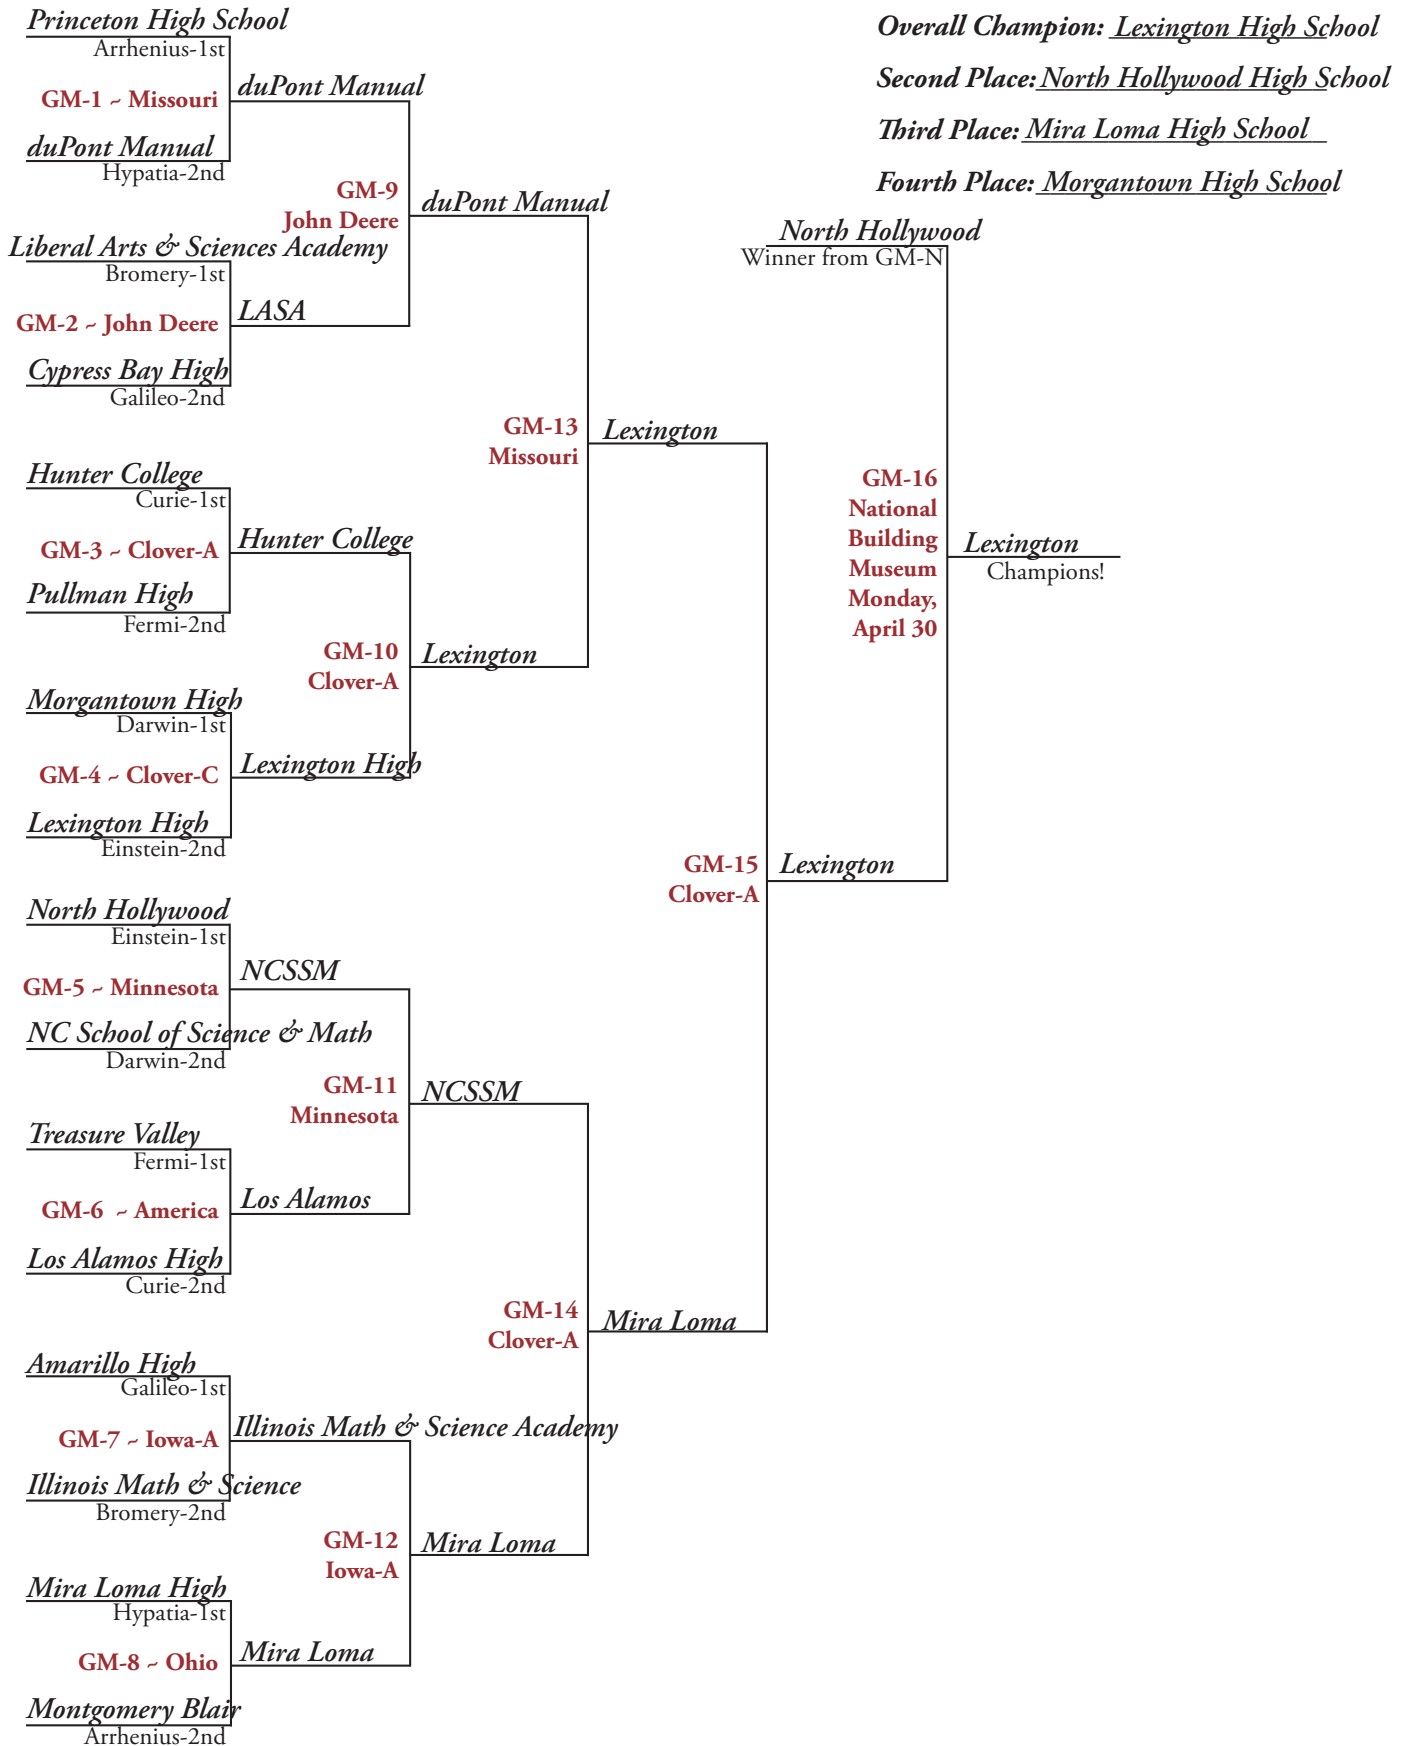 Princeton High School
Arrhenius-1st
GM-1 ~ Missouri
duPont Manual
duPont Manual
Hypatia-2nd
GM-9
John Deere
duPont Manual
Liberal Arts & Sciences Academy
Bromery-1st
GM-2 ~ John Deere
LASA
Cypress Bay High
Galileo-2nd
GM-13
Missouri
Lexington
Hunter College
Curie-1st
GM-3 ~ Clover-A
Hunter College
Pullman High
Fermi-2nd
GM-10
Clover-A
Lexington
Morgantown High
Darwin-1st
GM-4 ~ Clover-C
Lexington High
Lexington High
Einstein-2nd
GM-15
Clover-A
Lexington
North Hollywood
Einstein-1st
GM-5 ~ Minnesota
NCSSM
NC School of Science & Math
Darwin-2nd
GM-11
Minnesota
NCSSM
Treasure Valley
Fermi-1st
GM-6 ~ America
Los Alamos
Los Alamos High
Curie-2nd
GM-14
Clover-A
Mira Loma
Amarillo High
Galileo-1st
GM-7 ~ Iowa-A
Illinois Math & Science Academy
Illinois Math & Science
Bromery-2nd
GM-12
Iowa-A
Mira Loma
Mira Loma High
Hypatia-1st
GM-8 ~ Ohio
Mira Loma
Montgomery Blair
Arrhenius-2nd
Overall Champion: Lexington High School
Second Place: North Hollywood High School
Third Place: Mira Loma High School
Fourth Place: Morgantown High School
North Hollywood
Winner from GM-N
GM-16
National
Building
Museum
Monday,
April 30
Lexington
Champions!